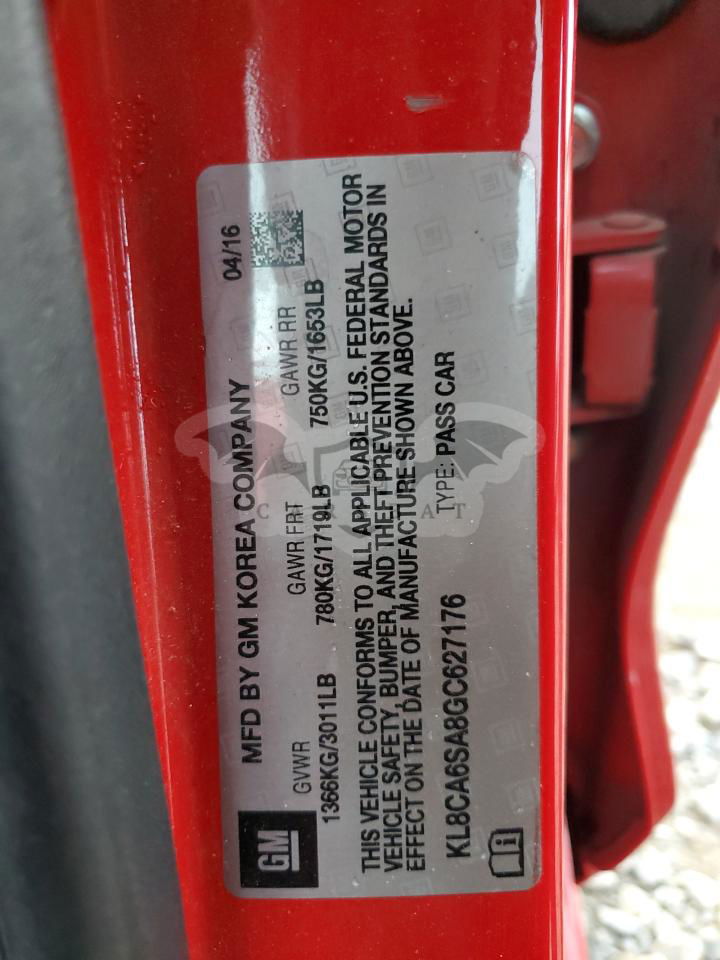 MFD BY GM KOREA COMPANY 04/16
GVWR GAWR FRT GAWR RR
1366KG/3011LB 780KG/1719LB 750KG/1653LB
THIS VEHICLE CONFORMS TO ALL APPLICABLE U.S. FEDERAL MOTOR
VEHICLE SAFETY, BUMPER, AND THEFT PREVENTION STANDARDS IN
EFFECT ON THE DATE OF MANUFACTURE SHOWN ABOVE.
KL8CA6SA8GC627176 TYPE: PASS CAR
GM